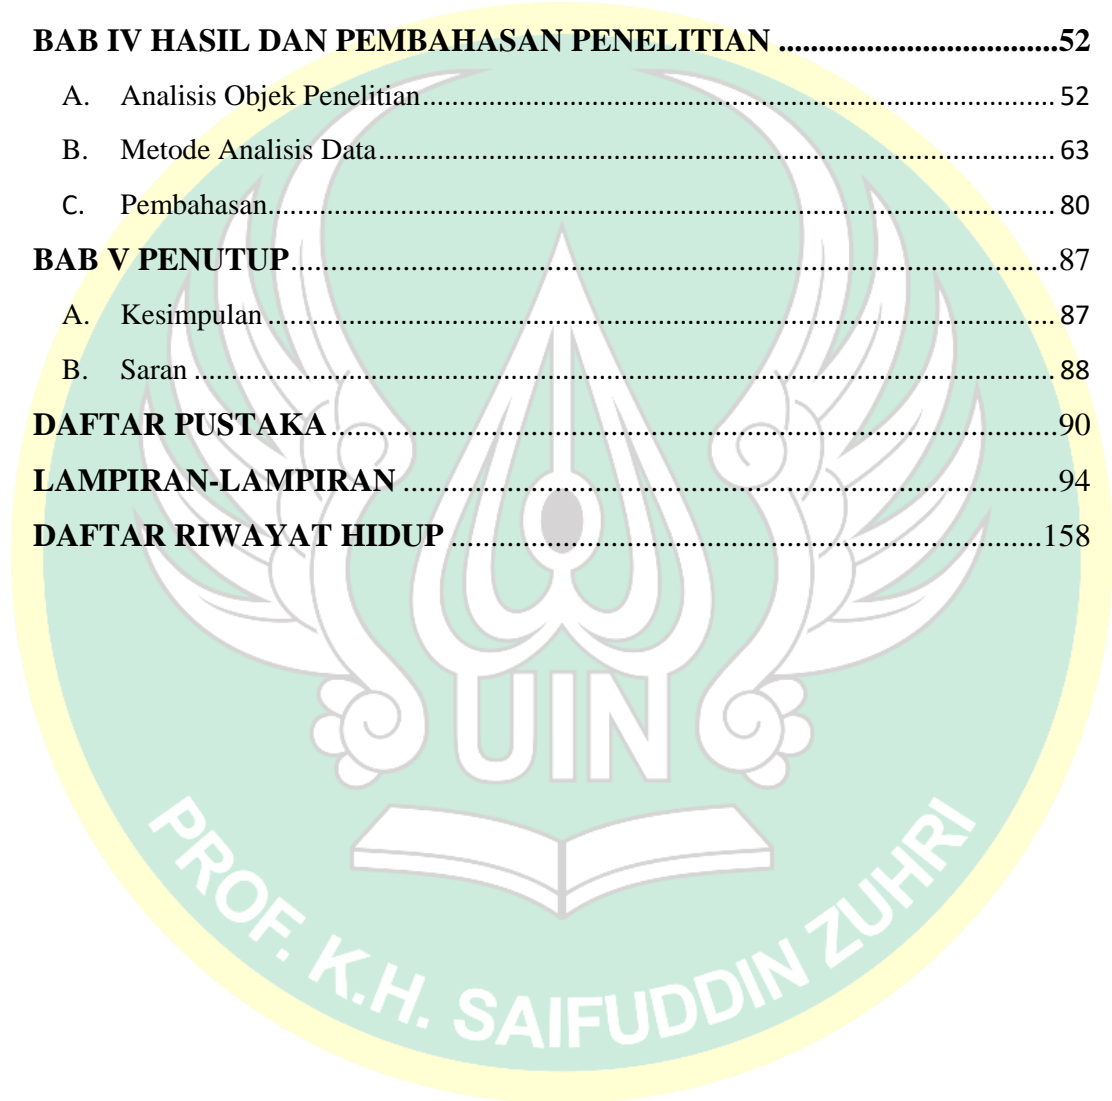 BAB IV HASIL DAN PEMBAHASAN PENELITIAN ..................................52
A. Analisis Objek Penelitian.................................................................................... 52
B. Metode Analisis Data.......................................................................................... 63
C. Pembahasan......................................................................................................... 80
BAB V PENUTUP...............................................................................................87
A. Kesimpulan ......................................................................................................... 87
B. Saran ................................................................................................................... 88
DAFTAR PUSTAKA..........................................................................................90
LAMPIRAN-LAMPIRAN .................................................................................94
DAFTAR RIWAYAT HIDUP .........................................................................158
UIN
PROF. K.H. SAIFUDDIN ZUHRI